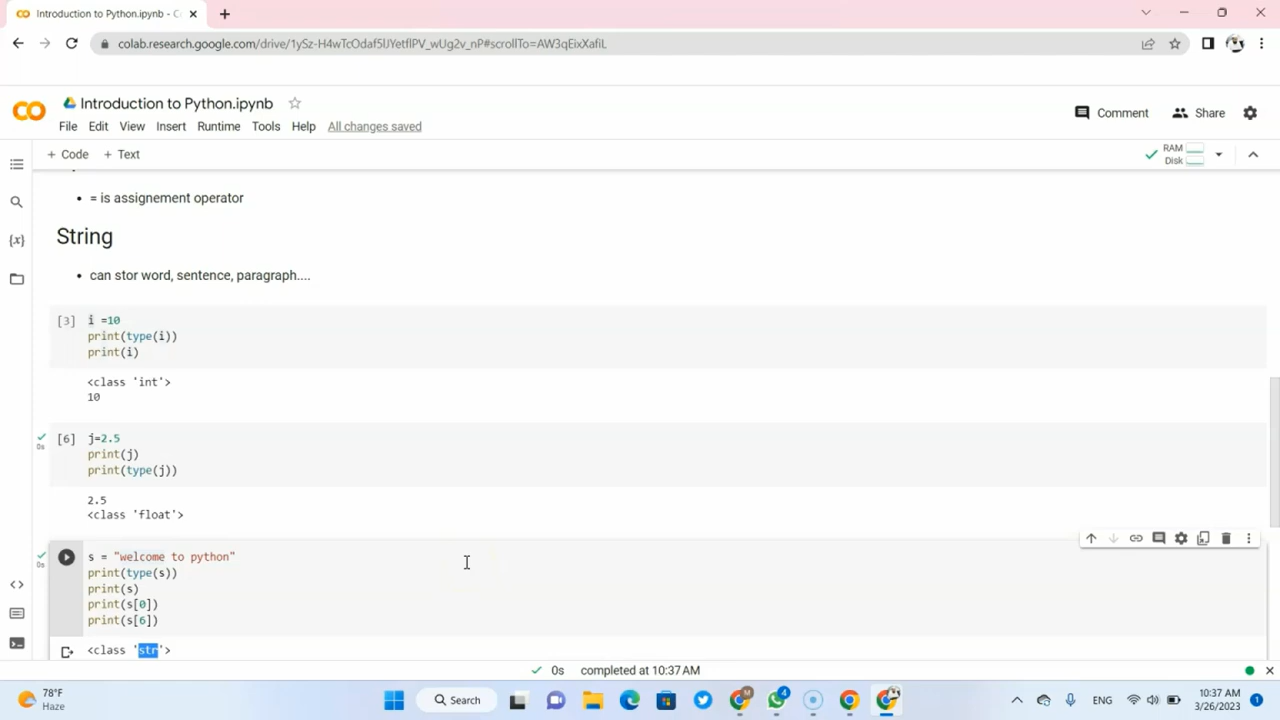 Introduction to Python.ipynb - C
colab.research.google.com/drive/1ySz-H4wTcOdaf5lJYetflPV_wUg2v_nP#scrollTo=AW3qEixXafiL
Introduction to Python.ipynb
Comment
Share
File Edit View Insert Runtime Tools Help All changes saved
+ Code + Text
RAM
Disk
• = is assignement operator
String
• can stor word, sentence, paragraph....
[3] i =10
print(type(i))
print(i)
<class 'int'>
10
[6] j=2.5
0s
print(j)
print(type(j))
2.5
<class 'float'>
s = "welcome to python"
0s
print(type(s))
print(s)
print(s[0])
print(s[6])
<class 'str'>
0s completed at 10:37 AM
78°F
Haze
Search
M
4
ENG
10:37 AM
3/26/2023
1